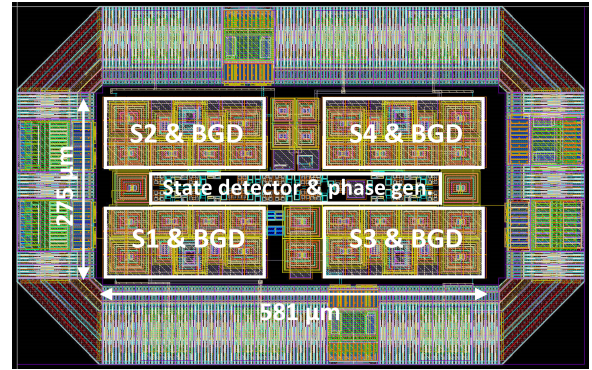 S2 & BGD
S4 & BGD
State detector & phase gen.
275 µm
S1 & BGD
S3 & BGD
581 µm